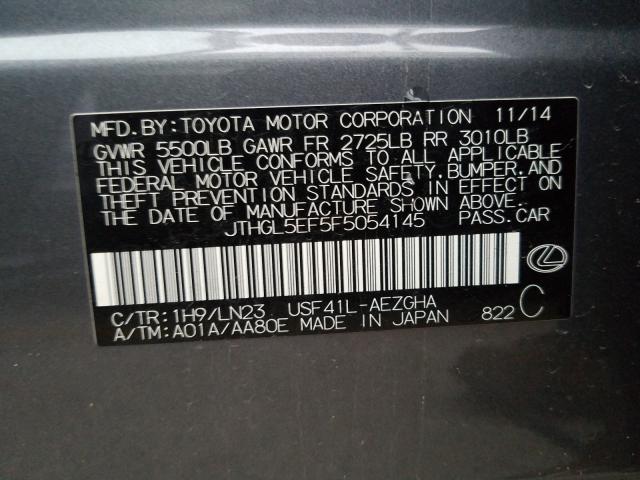 MFD.BY:TOYOTA MOTOR CORPORATION 11/14
GVWR 5500LB GAWR FR 2725LB RR 3010LB
THIS VEHICLE CONFORMS TO ALL APPLICABLE
FEDERAL MOTOR VEHICLE SAFETY,BUMPER,AND
THEFT PREVENTION STANDARDS IN EFFECT ON
THE DATE OF MANUFACTURE SHOWN ABOVE.
JTHGL5EF5F5054145 PASS.CAR
C/TR:1H9/LN23 USF41L-AEZGHA
A/TM:A01A/AA80E MADE IN JAPAN 822 C